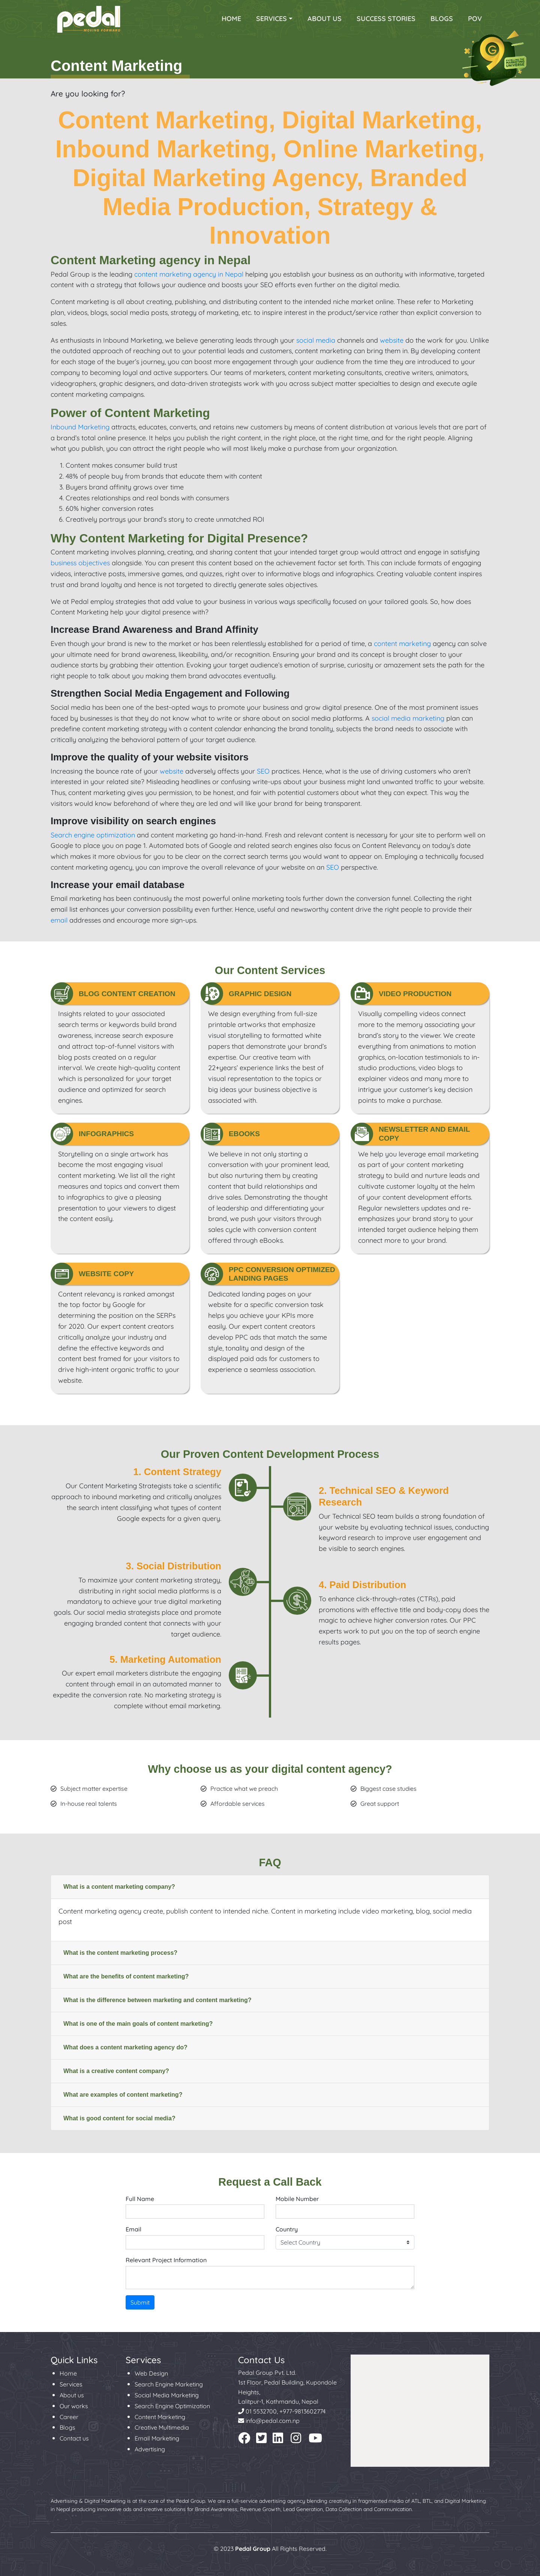 pedal
MOVING FORWARD
HOME
SERVICES
ABOUT US
SUCCESS STORIES
BLOGS
POV
Content Marketing
Are you looking for?
Content Marketing, Digital Marketing,
Inbound Marketing, Online Marketing,
Digital Marketing Agency, Branded
Media Production, Strategy &
Innovation
Content Marketing agency in Nepal
Pedal Group is the leading content marketing agency in Nepal helping you establish your business as an authority with informative, targeted
content with a strategy that follows your audience and boosts your SEO efforts even further on the digital exercise.
Content marketing is all about creating, publishing, and distributing content to the intended niche market online. These refer to Marketing
plan, videos, blogs, social media posts, strategy of marketing, etc. to inspire interest in the product/service rather than explicit conversion to
sales.
As enthusiasts in Inbound Marketing, we believe generating leads through your social media channels and website do the work for you. Unlike
the outdated approach of reaching out to your potential leads and customers, content marketing can bring them in. By developing content
for each stage of the buyer's journey, you can boost more engagement through your audience from the time they are introduced to your
company to becoming loyal and active supporters. Our teams of marketers, content marketing consultants, creative writers, animators,
videographers, graphic designers, and data-driven strategists work with you across subject matter specialties to design and execute agile
content marketing campaigns.
Power of Content Marketing
Inbound Marketing attracts, educates, converts, and retains new customers by means of content distribution at various levels that are part of
a brand's total online presence. It helps you publish the right content, in the right place, at the right time, and for the right people. Aligning
what you publish, you can attract the right people who will most likely make a purchase from your organization.
1. Content makes consumer build trust
2. 48% of people buy from brands that educate them with content
3. Buyers brand affinity grows over time
4. Creates relationships and real bonds with consumers
5. 60% higher conversion rates
6. Creatively portrays your brand's story to create unmatched ROI
Why Content Marketing for Digital Presence?
Content marketing involves planning, creating, and sharing content that your intended target group would attract and engage in satisfying
business objectives alongside. You can present this content based on the achievement factor set forth. This can include formats of engaging
videos, interactive posts, immersive games, and quizzes, right over to informative blogs and infographics. Creating valuable content inspires
trust and brand loyalty and hence is not targeted to directly generate sales objectives.
We at Pedal employ strategies that add value to your business in various ways specifically focused on your tailored goals. So, how does
Content Marketing help your digital presence with?
Increase Brand Awareness and Brand Affinity
Even though your brand is new to the market or has been relentlessly established for a period of time, a content marketing agency can solve
your ultimate need for brand awareness, likeability, and/or recognition. Ensuring your brand and its concept is brought closer to your
audience starts by grabbing their attention. Evoking your target audience's emotion of surprise, curiosity or amazement sets the path for the
right people to talk about you making them brand advocates eventually.
Strengthen Social Media Engagement and Following
Social media has been one of the best-opted ways to promote your business and grow digital presence. One of the most prominent issues
faced by businesses is that they do not know what to write or share about on social media platforms. A social media marketing plan can
predefine content marketing strategy with a content calendar enhancing the brand tonality, subjects the brand needs to associate with
critically analyzing the behavioral pattern of your target audience.
Improve the quality of your website visitors
Increasing the bounce rate of your website adversely affects your SEO practices. Hence, what is the use of driving customers who aren't
interested in your related site? Misleading headlines or confusing write-ups about your business might land unwanted traffic to your website.
Thus, content marketing gives you permission, to be honest, and fair with potential customers about what they can expect. This way the
visitors would know beforehand of where they are led and will like your brand for being transparent.
Improve visibility on search engines
Search engine optimization and content marketing go hand-in-hand. Fresh and relevant content is necessary for your site to perform well on
Google to place you on page 1. Automated bots of Google and related search engines also focus on Content Relevancy on today's date
which makes it more obvious to you to be clear on the correct search terms you would want to appear on. Employing a technically focused
content marketing agency, you can improve the overall relevance of your website on an SEO perspective.
Increase your email database
Email marketing has been continuously the most powerful online marketing tools further down the conversion funnel. Collecting the right
email list enhances your conversion possibility even further. Hence, useful and newsworthy content drive the right people to provide their
email addresses and encourage more sign-ups.
Our Content Services
BLOG CONTENT CREATION
Insights related to your associated
search terms or keywords build brand
awareness, increase search exposure
and attract top-of-funnel visitors with
blog posts created on a regular
interval. We create high-quality content
which is personalized for your target
audience and optimized for search
engines.
GRAPHIC DESIGN
We design everything from full-size
printable artworks that emphasize
visual storytelling to formatted white
papers that demonstrate your brand's
expertise. Our creative team with
22+years' experience links the best of
visual representation to the topics or
big ideas your business objective is
associated with.
VIDEO PRODUCTION
Visually compelling videos connect
more to the memory associating your
brand's story to the viewer. We create
everything from animations to motion
graphics, on-location testimonials to in-
studio productions, video blogs to
explainer videos and many more to
intrigue your customer's key decision
points to make a purchase.
INFOGRAPHICS
Storytelling on a single artwork has
become the most engaging visual
content marketing. We list all the right
measures and topics and convert them
to infographics to give a pleasing
presentation to your viewers to digest
the content easily.
EBOOKS
We believe in not only starting a
conversation with your prominent lead,
but also nurturing them by creating
content that build relationships and
drive sales. Demonstrating the thought
of leadership and differentiating your
brand, we push your visitors through
sales cycle with conversion content
offered through eBooks.
NEWSLETTER AND EMAIL
COPY
We help you leverage email marketing
as part of your content marketing
strategy to build and nurture leads and
cultivate customer loyalty at the helm
of your content development efforts.
Regular newsletters updates and re-
emphasizes your brand story to your
intended target audience helping them
connect more to your brand.
WEBSITE COPY
Content relevancy is ranked amongst
the top factor by Google for
determining the position on the SERPs
for 2020. Our expert content creators
critically analyze your industry and
define the effective keywords and
content best framed for your visitors to
drive high-intent organic traffic to your
website.
PPC CONVERSION OPTIMIZED
LANDING PAGES
Dedicated landing pages on your
website for a specific conversion task
helps you achieve your KPIs more
easily. Our expert content creators
develop PPC ads that match the same
style, tonality and design of the
displayed paid ads for customers to
experience a seamless association.
Our Proven Content Development Process
1. Content Strategy
Our Content Marketing Strategists take a scientific
approach to inbound marketing and critically analyzes
the search intent classifying what types of content
Google expects for a given query.
2. Technical SEO & Keyword
Research
Our Technical SEO team builds a strong foundation of
your website by evaluating technical issues, conducting
keyword research to improve user engagement and
be visible to search engines.
3. Social Distribution
To maximize your content marketing strategy,
distributing in right social media platforms is a
mandatory to achieve your true digital marketing
goals. Our social media strategists place and promote
engaging branded content that connects with your
target audience.
4. Paid Distribution
To enhance click-through-rates (CTRs), paid
promotions with effective title and body-copy does the
magic to achieve higher conversion rates. Our PPC
experts work to put you on the top of search engine
results pages.
5. Marketing Automation
Our expert email marketers distribute the engaging
content through email in an automated manner to
expedite the conversion rate. No marketing strategy is
complete without email marketing.
Why choose us as your digital content agency?
Subject matter expertise
Practice what we preach
Biggest case studies
In-house real talents
Affordable services
Great support
FAQ
What is a content marketing company?
Content marketing agency create, publish content to intended niche. Content in marketing include video marketing, blog, social media
post
What is the content marketing process?
What are the benefits of content marketing?
What is the difference between marketing and content marketing?
What is one of the main goals of content marketing?
What does a content marketing agency do?
What is a creative content company?
What are examples of content marketing?
What is good content for social media?
Request a Call Back
Full Name
Mobile Number
Email
Country
Select Country
Relevant Project Information
Submit
Quick Links
Home
Services
About us
Our works
Career
Blogs
Contact us
Services
Web Design
Search Engine Marketing
Social Media Marketing
Search Engine Optimization
Content Marketing
Creative Multimedia
Email Marketing
Advertising
Contact Us
Pedal Group Pvt. Ltd.
1st Floor, Pedal Building, Kupondole
Heights,
Lalitpur-1, Kathmandu, Nepal
01 5532700, +977-9813602774
info@pedal.com.np
Advertising & Digital Marketing is at the core of the Pedal Group. We are a full-service advertising agency blending creativity in fragmented media of ATL, BTL, and Digital Marketing
in Nepal producing innovative ads and creative solutions for Brand Awareness, Revenue Growth, Lead Generation, Data Collection and Communication.
© 2023 Pedal Group All Rights Reserved.